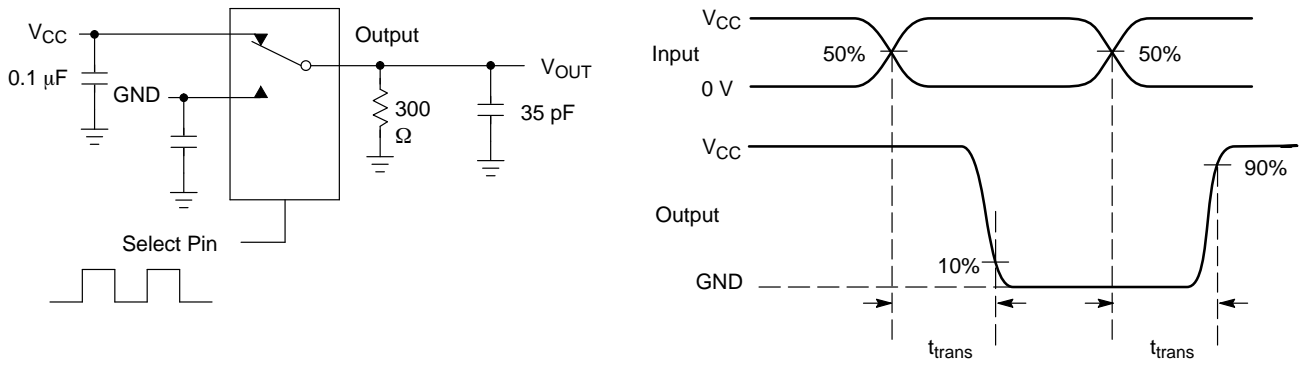 V_CC
Output
0.1 μF
GND
V_OUT
300
Ω
35 pF
Select Pin
V_CC
Input
50%
50%
0 V
V_CC
90%
Output
10%
GND
t_trans
t_trans